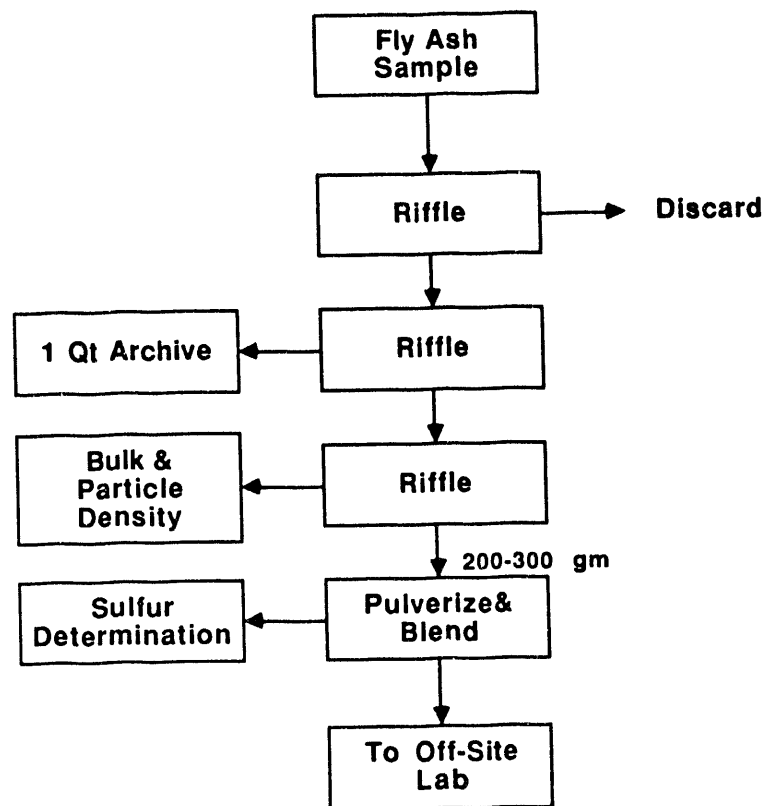 Fly Ash
Sample
Riffle
Discard
1 Qt Archive
Riffle
Bulk &
Particle
Density
Riffle
200-300 gm
Sulfur
Determination
Pulverize&
Blend
To Off-Site
Lab